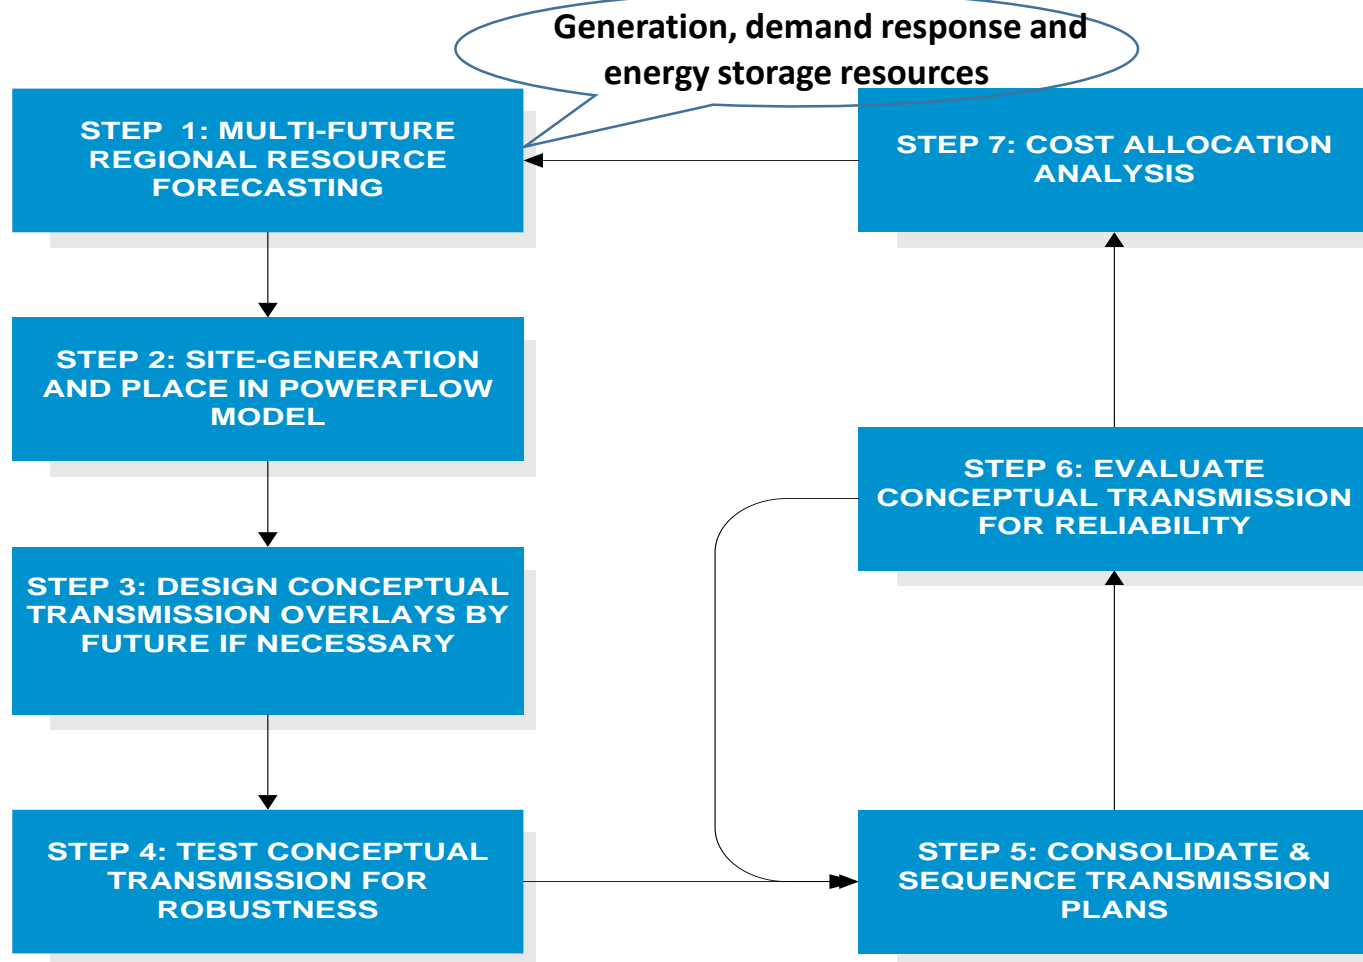 Generation, demand response and
energy storage resources
STEP 1: MULTI-FUTURE
REGIONAL RESOURCE
FORECASTING
STEP 2: SITE-GENERATION
AND PLACE IN POWERFLOW
MODEL
STEP 3: DESIGN CONCEPTUAL
TRANSMISSION OVERLAYS BY
FUTURE IF NECESSARY
STEP 4: TEST CONCEPTUAL
TRANSMISSION FOR
ROBUSTNESS
STEP 5: CONSOLIDATE &
SEQUENCE TRANSMISSION
PLANS
STEP 6: EVALUATE
CONCEPTUAL TRANSMISSION
FOR RELIABILITY
STEP 7: COST ALLOCATION
ANALYSIS